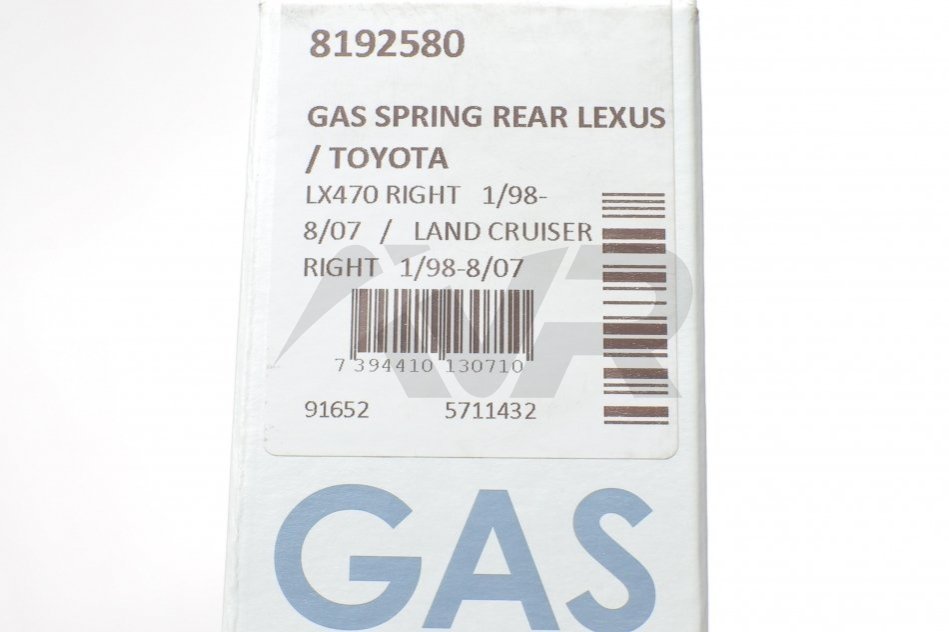 8192580
GAS SPRING REAR LEXUS
/ TOYOTA
LX470 RIGHT 1/98-
8/07 / LAND CRUISER
RIGHT 1/98-8/07
7 394410 130710
91652 5711432
GAS